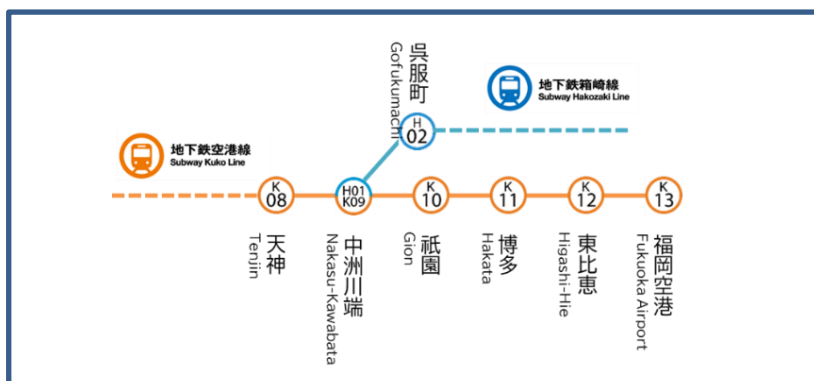 呉服町
Gofukumachi
地下鉄箱崎線
Subway Hakozaki Line
H
02
地下鉄空港線
Subway Kuko Line
K
08
H01
K09
K
10
K
11
K
12
K
13
天神
Tenjin
中洲川端
Nakasu-Kawabata
祇園
Gion
博多
Hakata
東比恵
Higashi-Hie
福岡空港
Fukuoka Airport